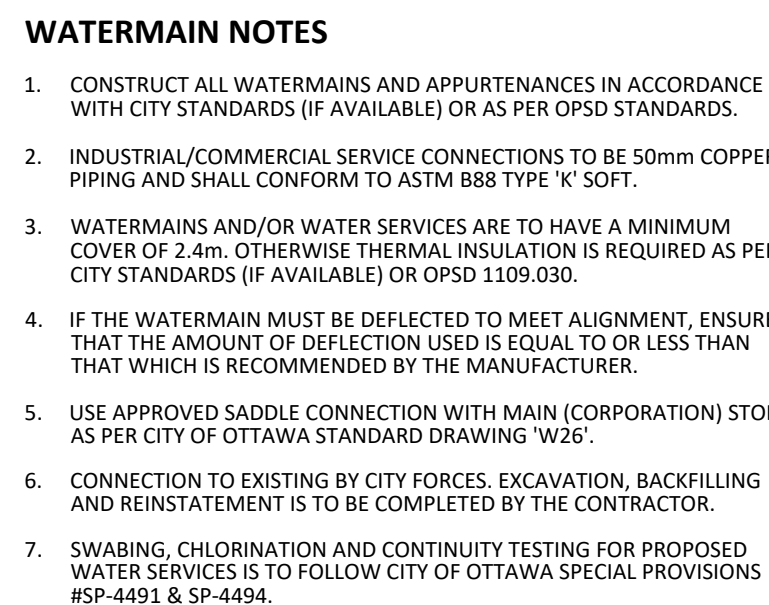 WATERMAIN NOTES
1. CONSTRUCT ALL WATERMAINS AND APPURTENANCES IN ACCORDANCE
WITH CITY STANDARDS (IF AVAILABLE) OR AS PER OPSD STANDARDS.
2. INDUSTRIAL/COMMERCIAL SERVICE CONNECTIONS TO BE 50mm COPPER
PIPING AND SHALL CONFORM TO ASTM B88 TYPE 'K' SOFT.
3. WATERMAINS AND/OR WATER SERVICES ARE TO HAVE A MINIMUM
COVER OF 2.4m. OTHERWISE THERMAL INSULATION IS REQUIRED AS PER
CITY STANDARDS (IF AVAILABLE) OR OPSD 1109.030.
4. IF THE WATERMAIN MUST BE DEFLECTED TO MEET ALIGNMENT, ENSURE
THAT THE AMOUNT OF DEFLECTION USED IS EQUAL TO OR LESS THAN
THAT WHICH IS RECOMMENDED BY THE MANUFACTURER.
5. USE APPROVED SADDLE CONNECTION WITH MAIN (CORPORATION) STOP
AS PER CITY OF OTTAWA STANDARD DRAWING 'W26'.
6. CONNECTION TO EXISTING BY CITY FORCES. EXCAVATION, BACKFILLING
AND REINSTATEMENT IS TO BE COMPLETED BY THE CONTRACTOR.
7. SWABING, CHLORINATION AND CONTINUITY TESTING FOR PROPOSED
WATER SERVICES IS TO FOLLOW CITY OF OTTAWA SPECIAL PROVISIONS
#SP-4491 & SP-4494.